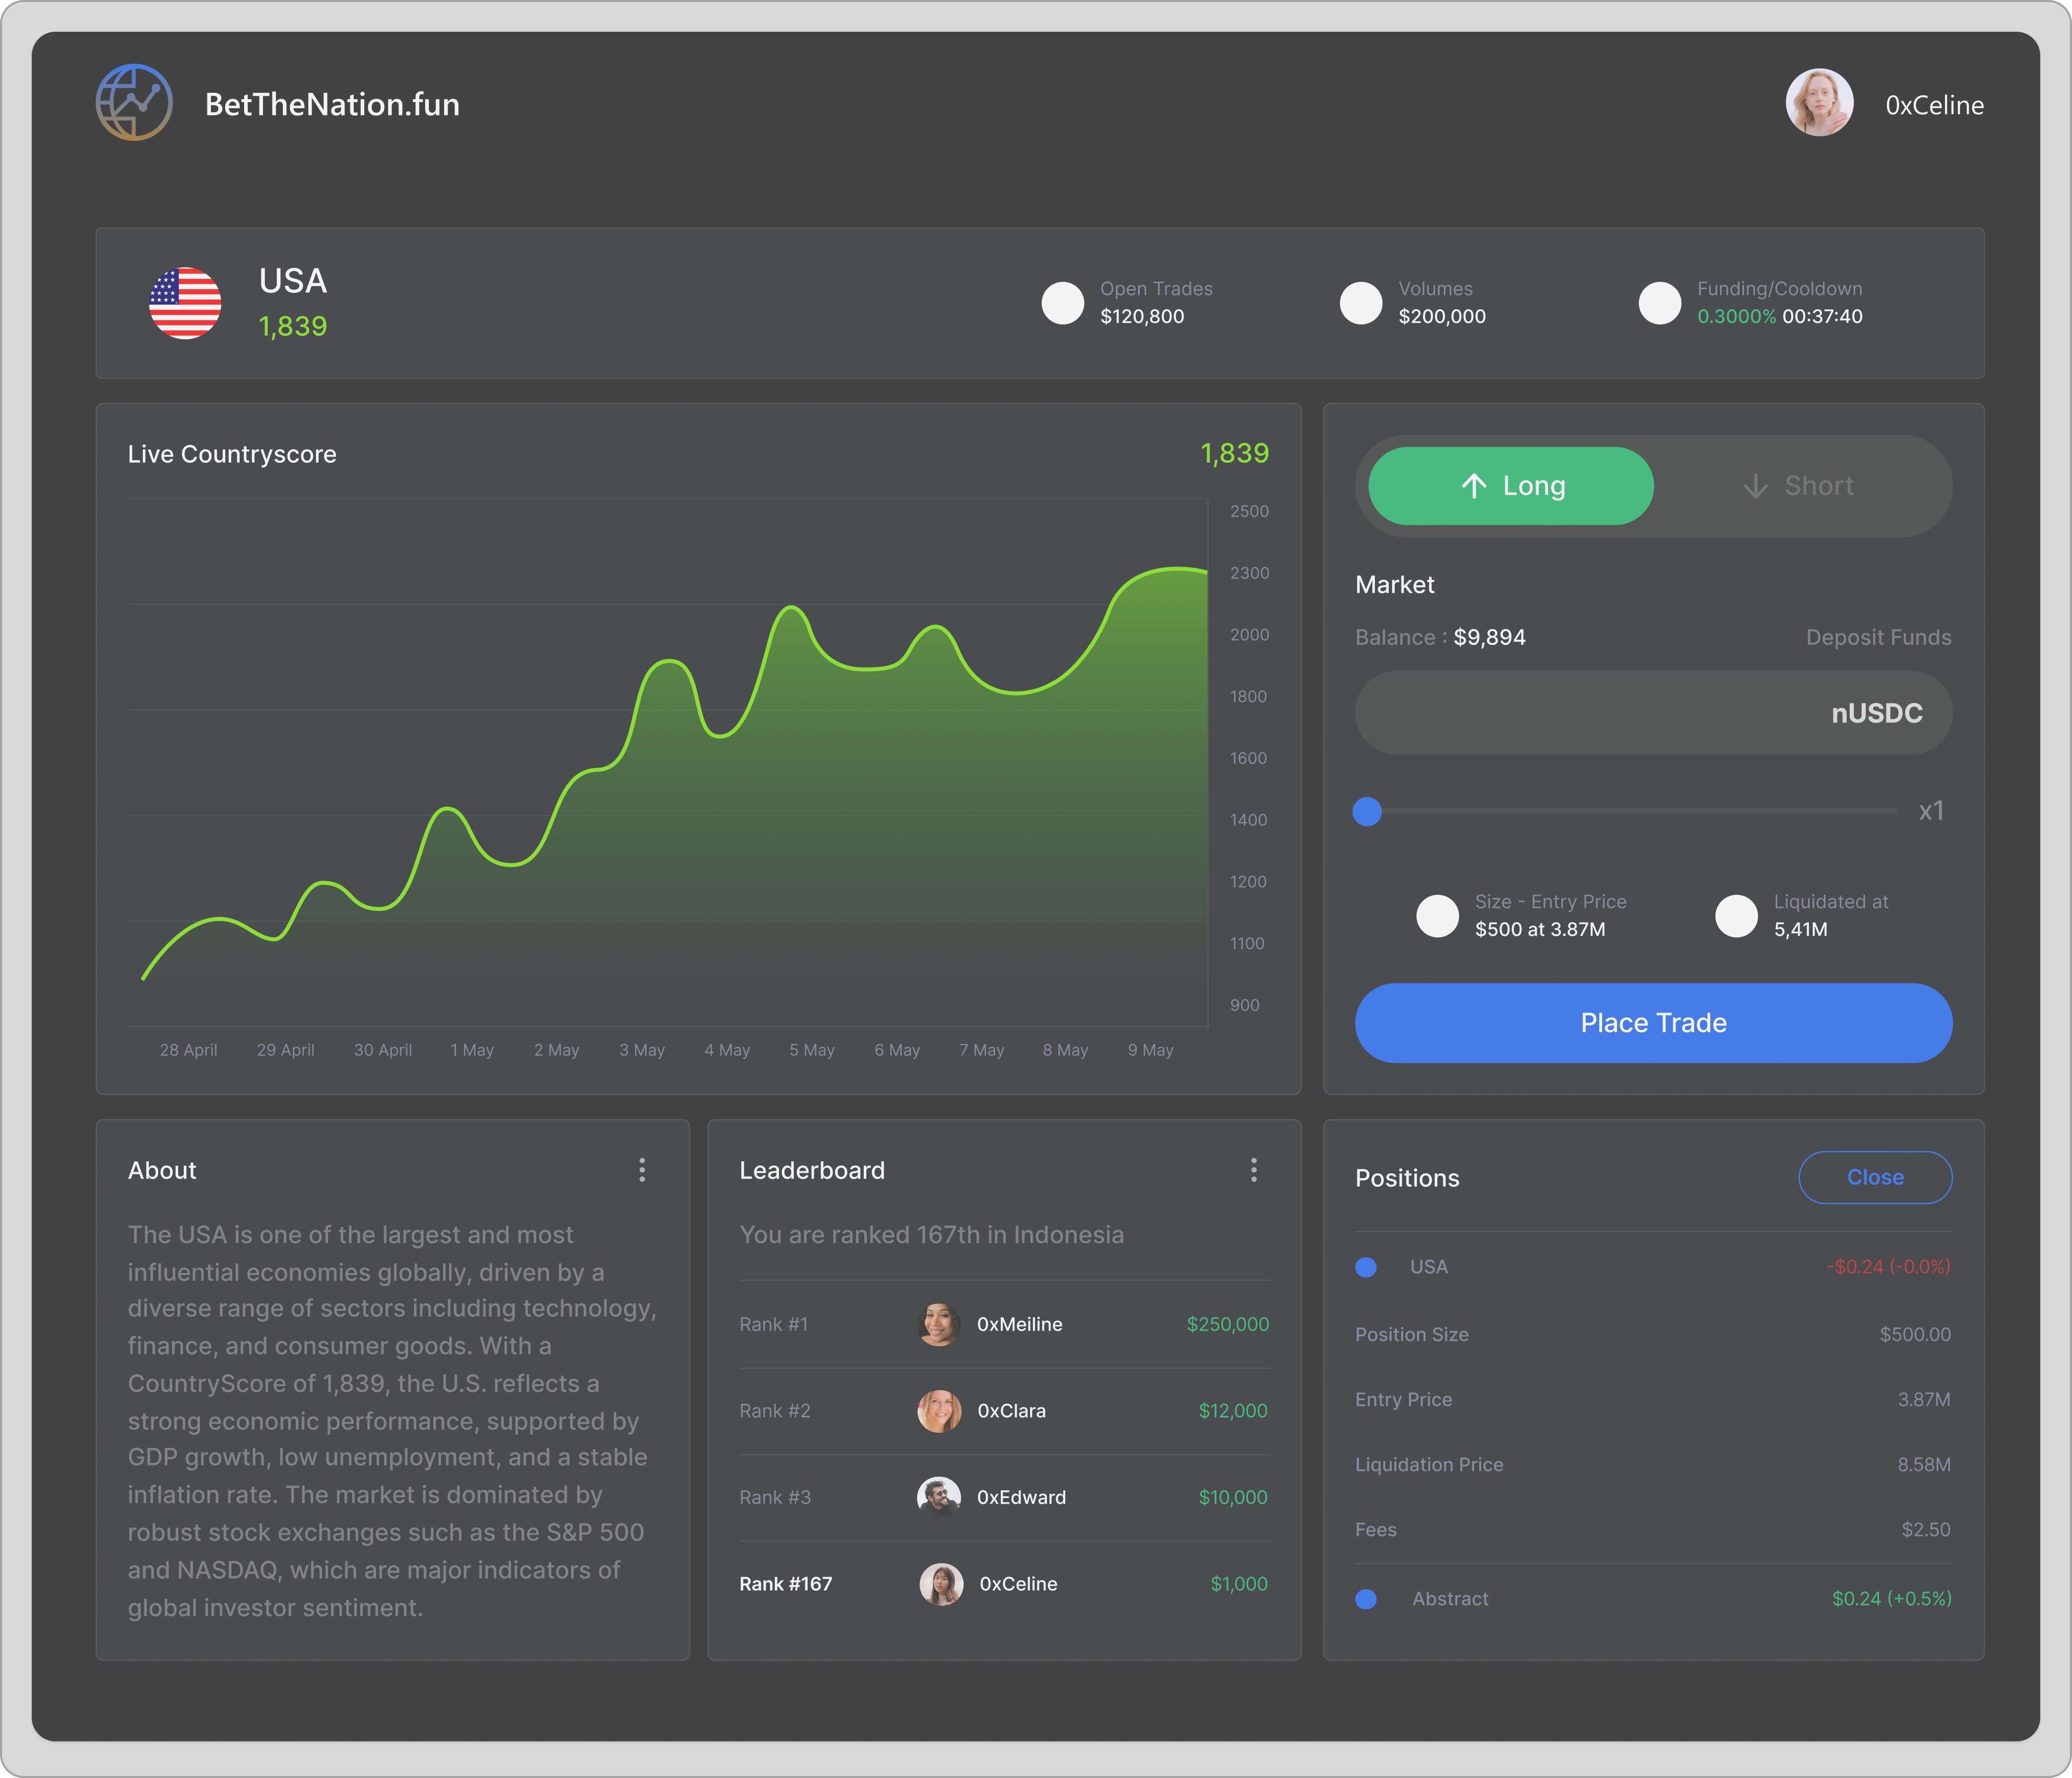 BetTheNation.fun
0xCeline
USA
1,839
Open Trades
$120,800
Volumes
$200,000
Funding/Cooldown
0.3000% 00:37:40
Live Countryscore
1,839
2500
2300
2000
1800
1600
1400
1200
1100
900
28 April
29 April
30 April
1 May
2 May
3 May
4 May
5 May
6 May
7 May
8 May
9 May
Long
Short
Market
Balance : $9,894
Deposit Funds
nUSDC
x1
Size - Entry Price
$500 at 3.87M
Liquidated at
5,41M
Place Trade
About
The USA is one of the largest and most
influential economies globally, driven by a
diverse range of sectors including technology,
finance, and consumer goods. With a
CountryScore of 1,839, the U.S. reflects a
strong economic performance, supported by
GDP growth, low unemployment, and a stable
inflation rate. The market is dominated by
robust stock exchanges such as the S&P 500
and NASDAQ, which are major indicators of
global investor sentiment.
Leaderboard
You are ranked 167th in Indonesia
Rank #1
0xMeiline
$250,000
Rank #2
0xClara
$12,000
Rank #3
0xEdward
$10,000
Rank #167
0xCeline
$1,000
Positions
Close
USA
-$0.24 (-0.0%)
Position Size
$500.00
Entry Price
3.87M
Liquidation Price
8.58M
Fees
$2.50
Abstract
$0.24 (+0.5%)